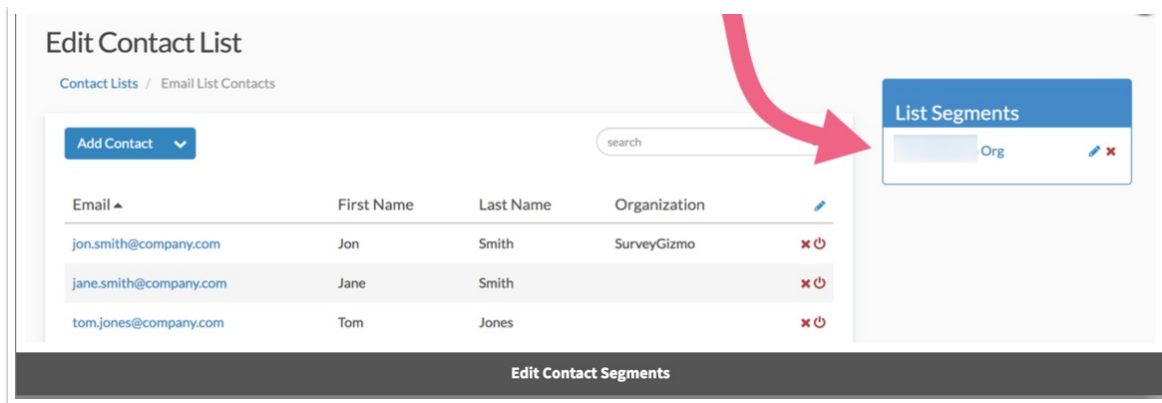 Edit Contact List
Contact Lists / Email List Contacts
List Segments
Add Contact
search
Org
Email First Name Last Name Organization
jon.smith@company.com Jon Smith SurveyGizmo
jane.smith@company.com Jane Smith
tom.jones@company.com Tom Jones
Edit Contact Segments